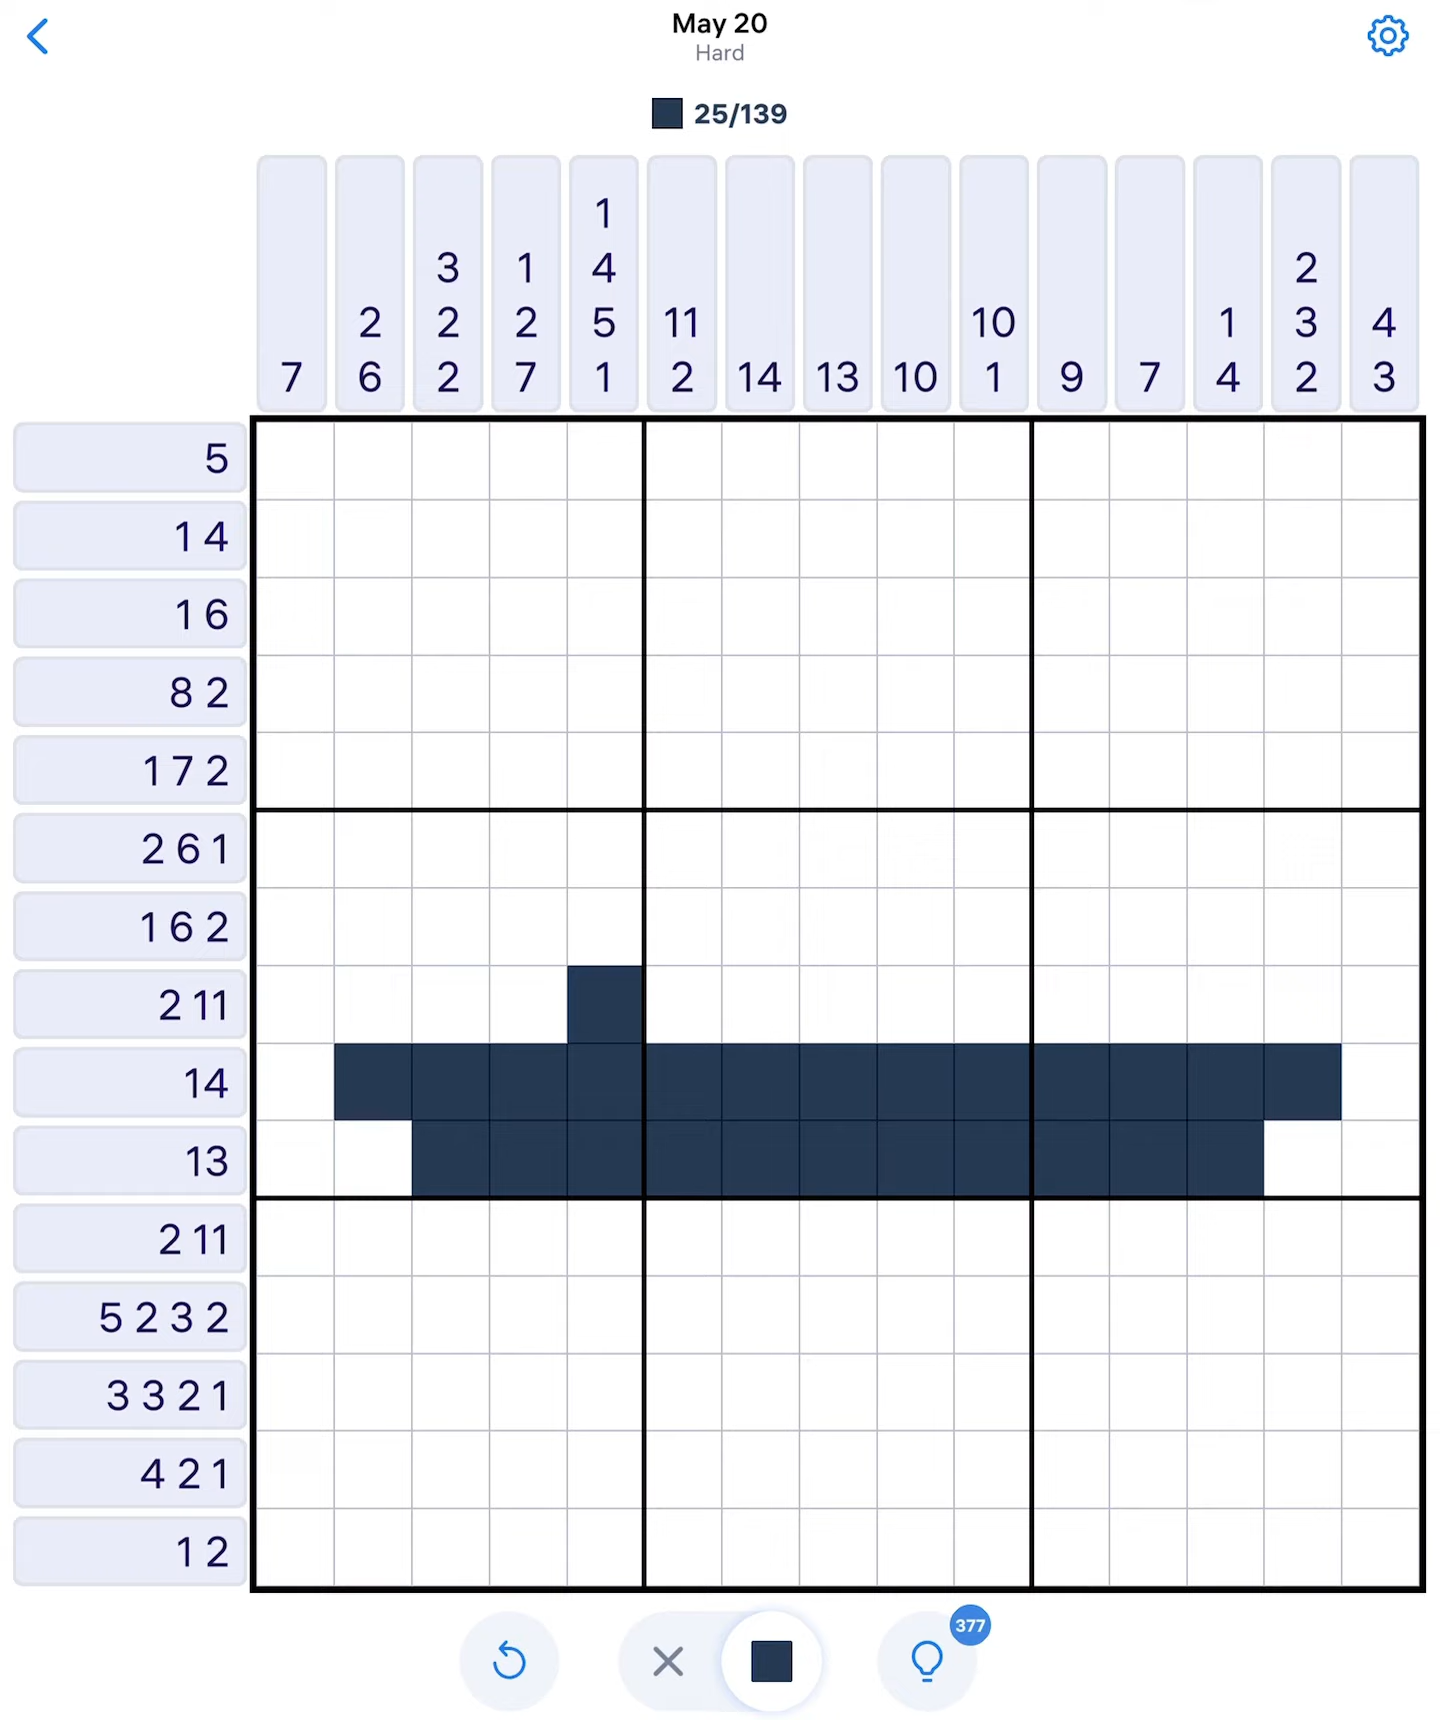 May 20
Hard
25/139
1
3 1 4 2
2 2 2 5 11 10 1 3 4
7 6 2 7 1 2 14 13 10 1 9 7 4 2 3
5
1 4
1 6
8 2
1 7 2
2 6 1
1 6 2
2 11
14
13
2 11
5 2 3 2
3 3 2 1
4 2 1
1 2
377